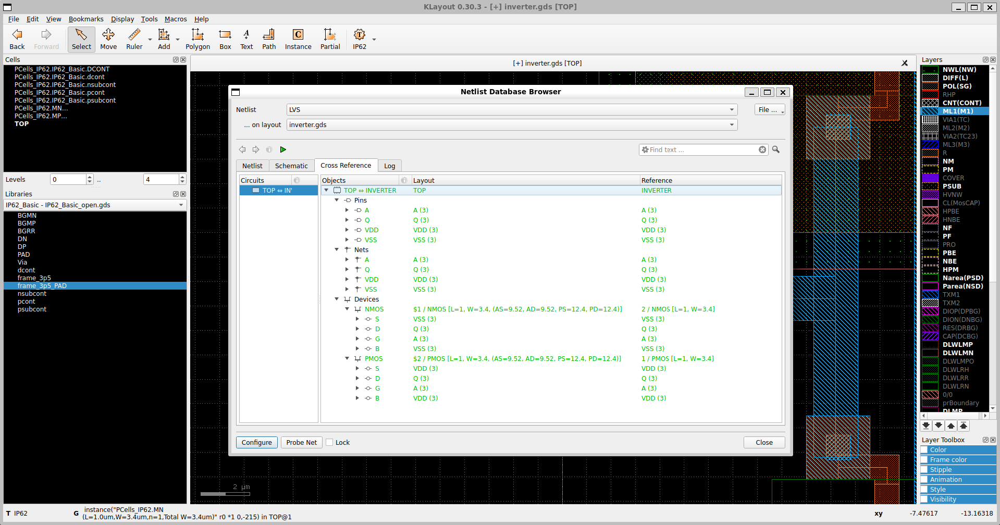 KLayout 0.30.3 - [+] inverter.gds [TOP]
File Edit View Bookmarks Display Tools Macros Help
Back Forward Select Move Ruler Add Polygon Box Text Path Instance Partial IP62
Cells
PCells_IP62.IP62_Basic.DCONT
PCells_IP62.IP62_Basic.dcont
PCells_IP62.IP62_Basic.nsubcont
PCells_IP62.IP62_Basic.pcont
PCells_IP62.IP62_Basic.psubcont
PCells_IP62.MN...
PCells_IP62.MP...
TOP
Levels 0 .. 4
Libraries
IP62_Basic - IP62_Basic_open.gds
BGMN
BGMP
BGRR
DN
DP
PAD
Via
dcont
frame_3p5
frame_3p5_PAD
nsubcont
pcont
psubcont
[+] inverter.gds [TOP]
Netlist Database Browser
Netlist LVS File ...
... on layout inverter.gds
Find text ...
Netlist Schematic Cross Reference Log
Circuits
TOP ⇔ IN'
Objects Layout Reference
TOP ⇔ INVERTER TOP INVERTER
Pins
A A (3) A (3)
Q Q (3) Q (3)
VDD VDD (3) VDD (3)
VSS VSS (3) VSS (3)
Nets
A A (3) A (3)
Q Q (3) Q (3)
VDD VDD (3) VDD (3)
VSS VSS (3) VSS (3)
Devices
NMOS $1 / NMOS [L=1, W=3.4, (AS=9.52, AD=9.52, PS=12.4, PD=12.4)] 2 / NMOS [L=1, W=3.4]
S VSS (3) VSS (3)
D Q (3) Q (3)
G A (3) A (3)
B VSS (3) VSS (3)
PMOS $2 / PMOS [L=1, W=3.4, (AS=9.52, AD=9.52, PS=12.4, PD=12.4)] 1 / PMOS [L=1, W=3.4]
S VDD (3) VDD (3)
D Q (3) Q (3)
G A (3) A (3)
B VDD (3) VDD (3)
Configure Probe Net Lock Close
2 µm
Layers
NWL(NW)
DIFF(L)
POL(SG)
RHP
CNT(CONT)
ML1(M1)
VIA1(TC)
ML2(M2)
VIA2(TC23)
ML3(M3)
R
NM
PM
COVER
PSUB
HVNW
CL(MosCAP)
HPBE
HNBE
NF
PF
PRO
PBE
NBE
HPM
Narea(PSD)
Parea(NSD)
TXM1
TXM2
DIOP(DPBG)
DION(DNBG)
RES(DRBG)
CAP(DCBG)
DLWLMP
DLWLMN
DLWLMPO
DLWLRH
DLWLRR
DLWLRN
0/0
prBoundary
DLMP
Layer Toolbox
Color
Frame color
Stipple
Animation
Style
Visibility
T IP62 G instance("PCells_IP62.MN
(L=1.0um,W=3.4um,n=1,Total W=3.4um)" r0 *1 0,-215) in TOP@1
xy -7.47617 -13.16318